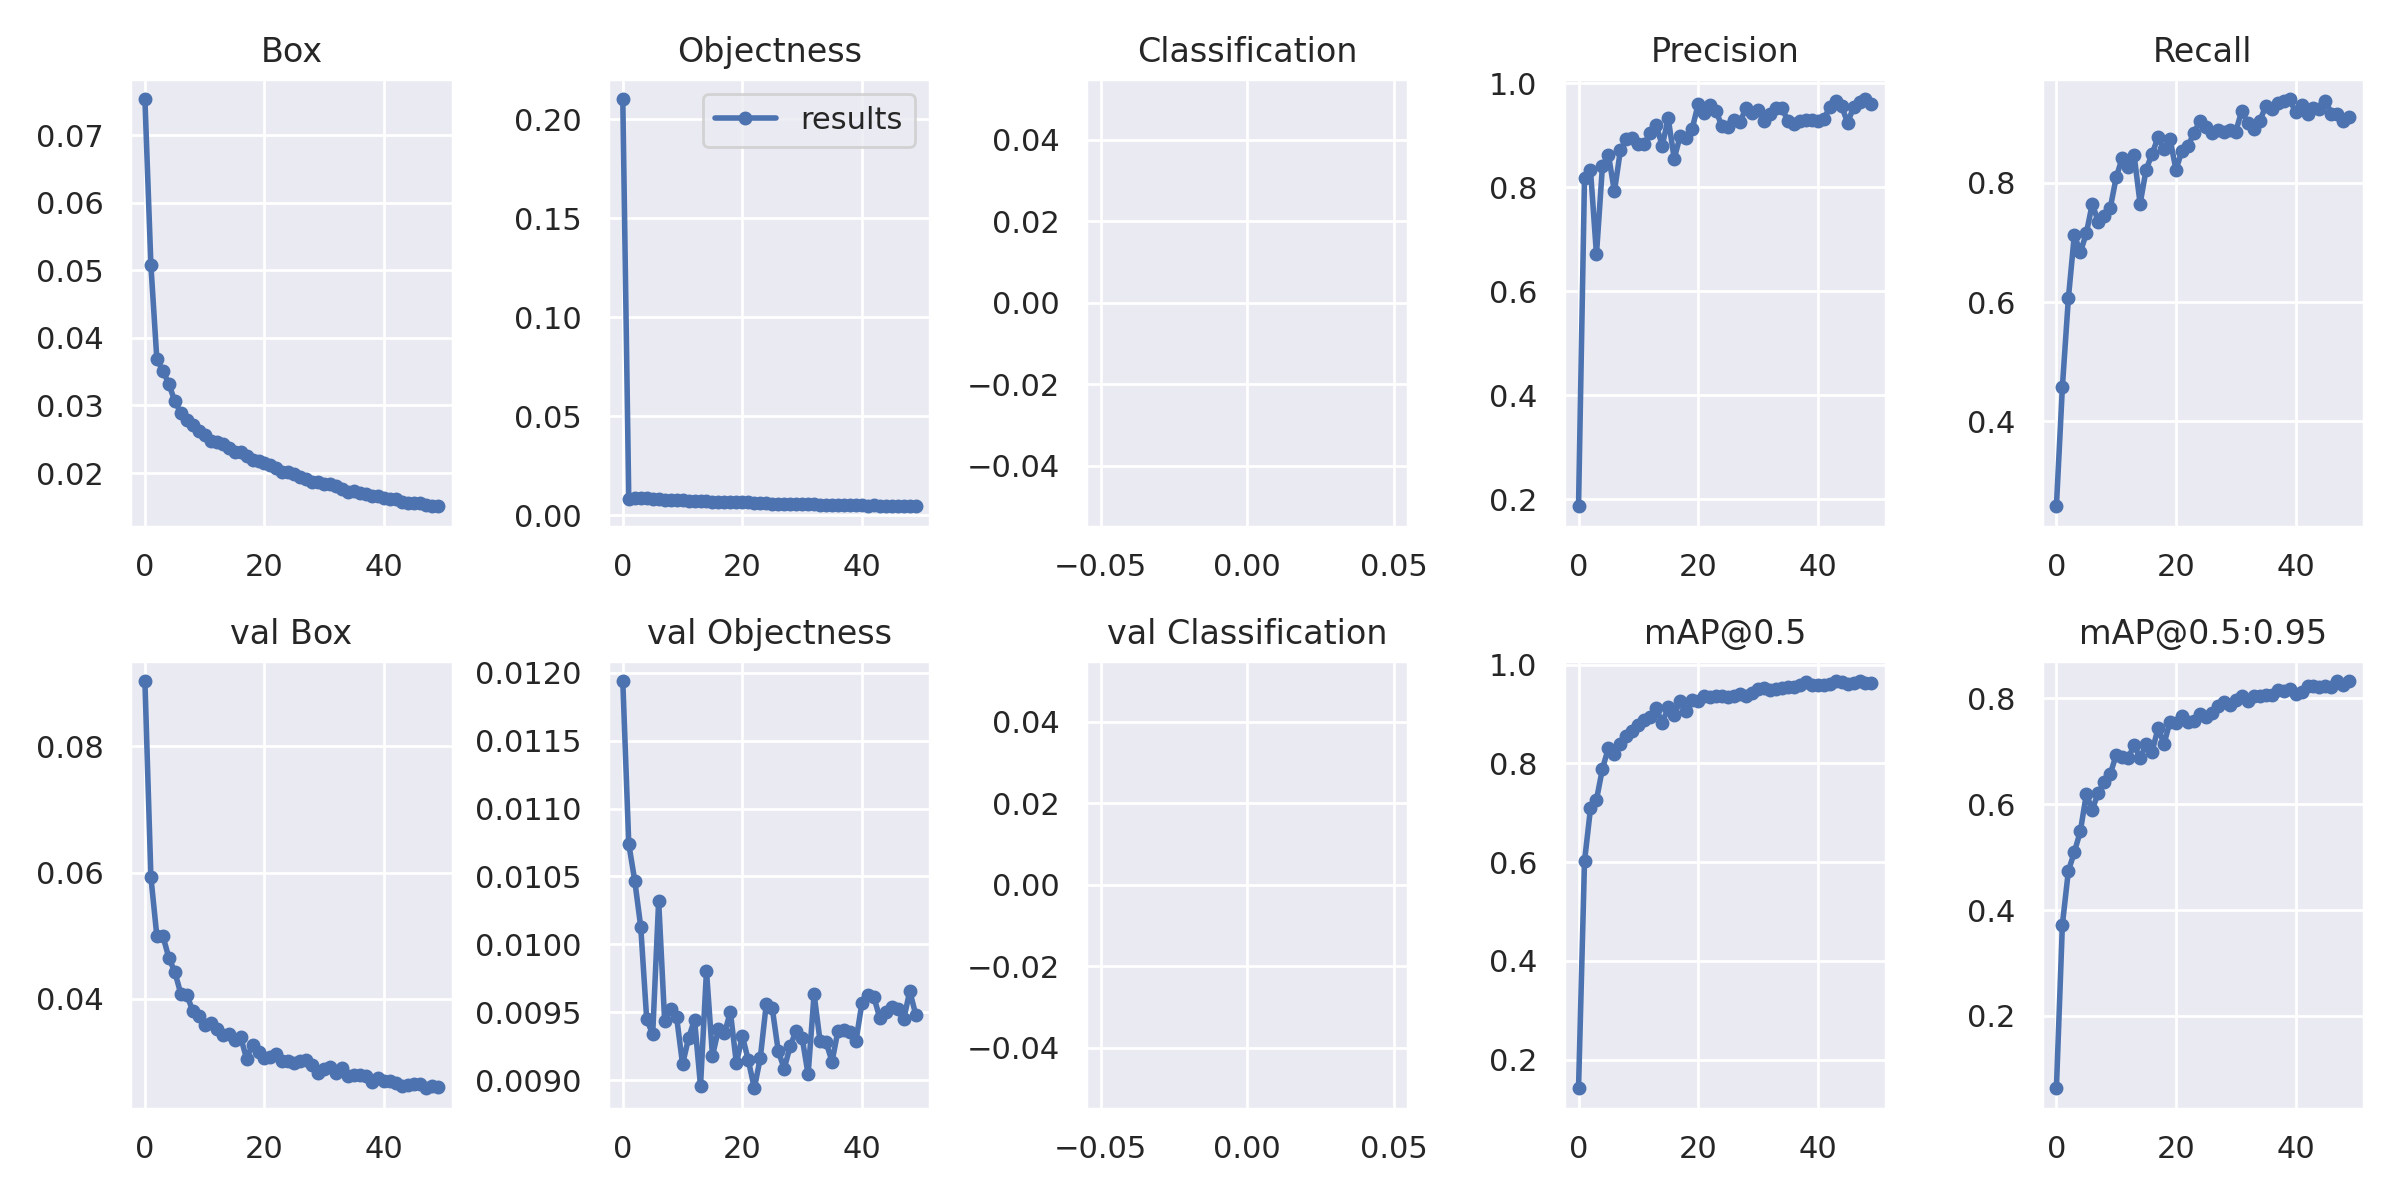 Box
0.07
0.06
0.05
0.04
0.03
0.02
0 20 40
Objectness
results
0.20
0.15
0.10
0.05
0.00
0 20 40
Classification
0.04
0.02
0.00
−0.02
−0.04
−0.05 0.00 0.05
Precision
1.0
0.8
0.6
0.4
0.2
0 20 40
Recall
0.8
0.6
0.4
0 20 40
val Box
0.08
0.06
0.04
0 20 40
val Objectness
0.0120
0.0115
0.0110
0.0105
0.0100
0.0095
0.0090
0 20 40
val Classification
0.04
0.02
0.00
−0.02
−0.04
−0.05 0.00 0.05
mAP@0.5
1.0
0.8
0.6
0.4
0.2
0 20 40
mAP@0.5:0.95
0.8
0.6
0.4
0.2
0 20 40